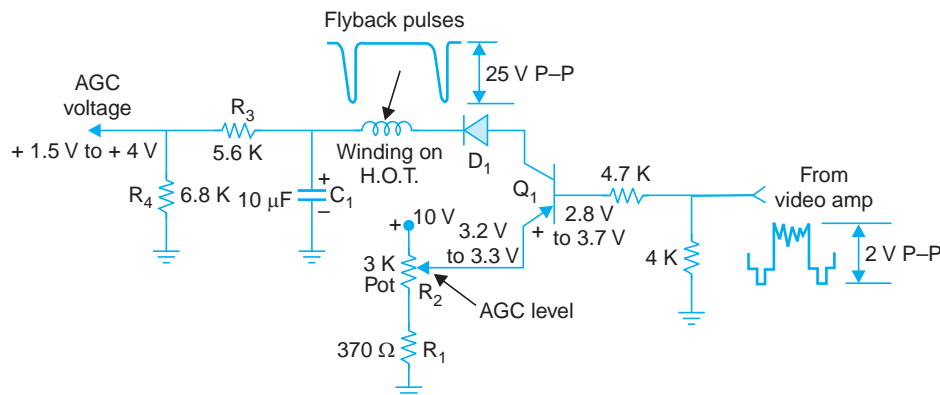 Flyback pulses
25 V P–P
AGC
voltage
R3
+ 1.5 V to + 4 V
5.6 K
Winding on
H.O.T.
D1
R4
6.8 K
10 μF
+
–
C1
Q1
4.7 K
From
video amp
+
10 V
3.2 V
to 3.3 V
+
2.8 V
to 3.7 V
4 K
2 V P–P
3 K
Pot
R2
AGC level
370 Ω
R1